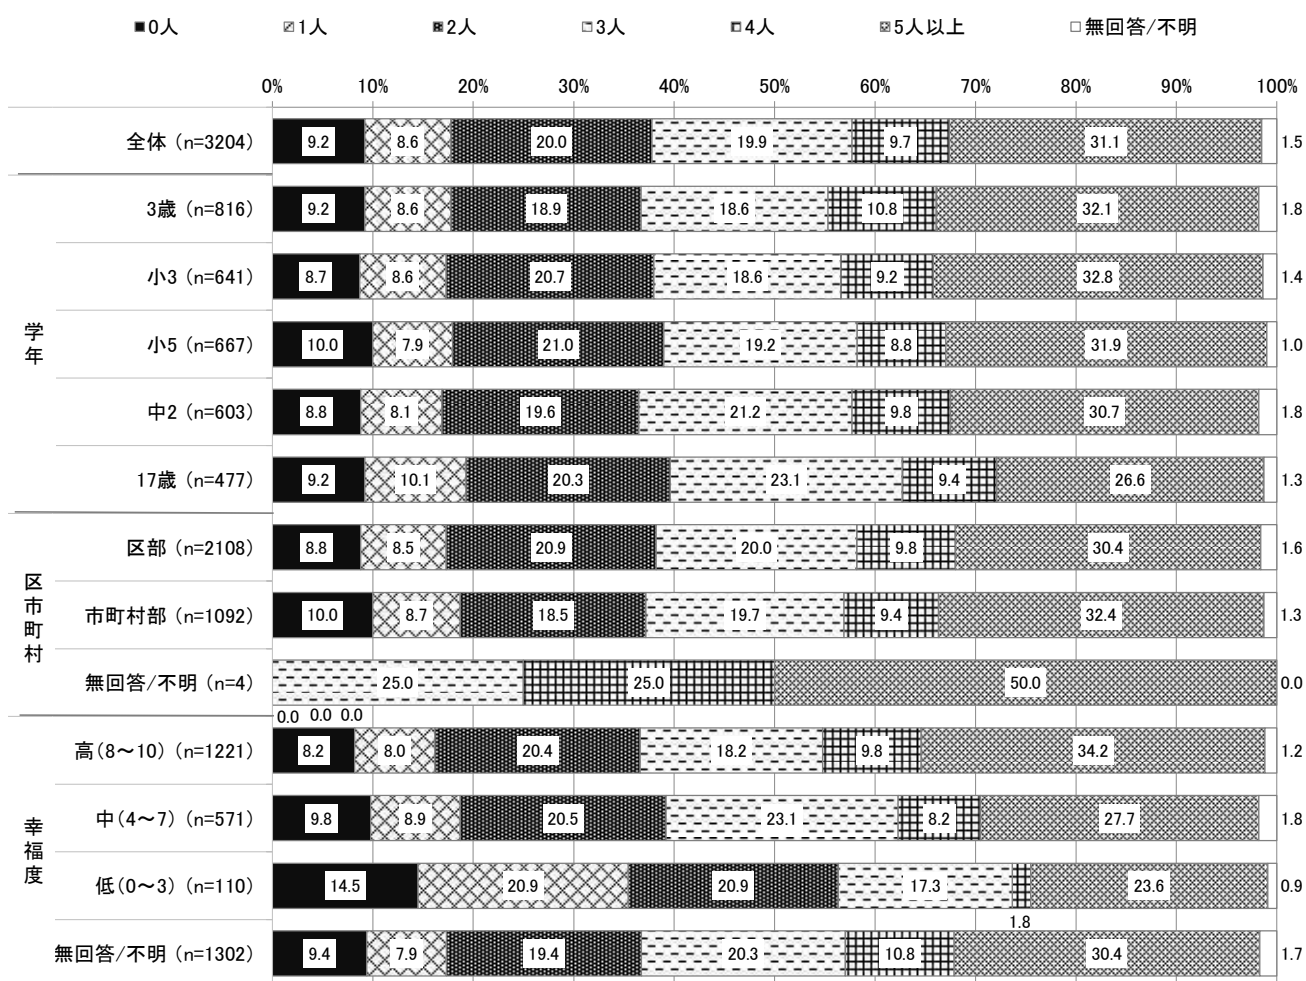 ■0人 1人 2人 3人 4人 5人以上 □無回答/不明
0% 10% 20% 30% 40% 50% 60% 70% 80% 90% 100%
全体 (n=3204) 9.2 8.6 20.0 19.9 9.7 31.1 1.5
学年
3歳 (n=816) 9.2 8.6 18.9 18.6 10.8 32.1 1.8
小3 (n=641) 8.7 8.6 20.7 18.6 9.2 32.8 1.4
小5 (n=667) 10.0 7.9 21.0 19.2 8.8 31.9 1.0
中2 (n=603) 8.8 8.1 19.6 21.2 9.8 30.7 1.8
17歳 (n=477) 9.2 10.1 20.3 23.1 9.4 26.6 1.3
区市町村
区部 (n=2108) 8.8 8.5 20.9 20.0 9.8 30.4 1.6
市町村部 (n=1092) 10.0 8.7 18.5 19.7 9.4 32.4 1.3
無回答/不明 (n=4) 25.0 25.0 50.0 0.0
0.0 0.0 0.0
幸福度
高(8～10) (n=1221) 8.2 8.0 20.4 18.2 9.8 34.2 1.2
中(4～7) (n=571) 9.8 8.9 20.5 23.1 8.2 27.7 1.8
低(0～3) (n=110) 14.5 20.9 20.9 17.3 23.6 0.9
1.8
無回答/不明 (n=1302) 9.4 7.9 19.4 20.3 10.8 30.4 1.7